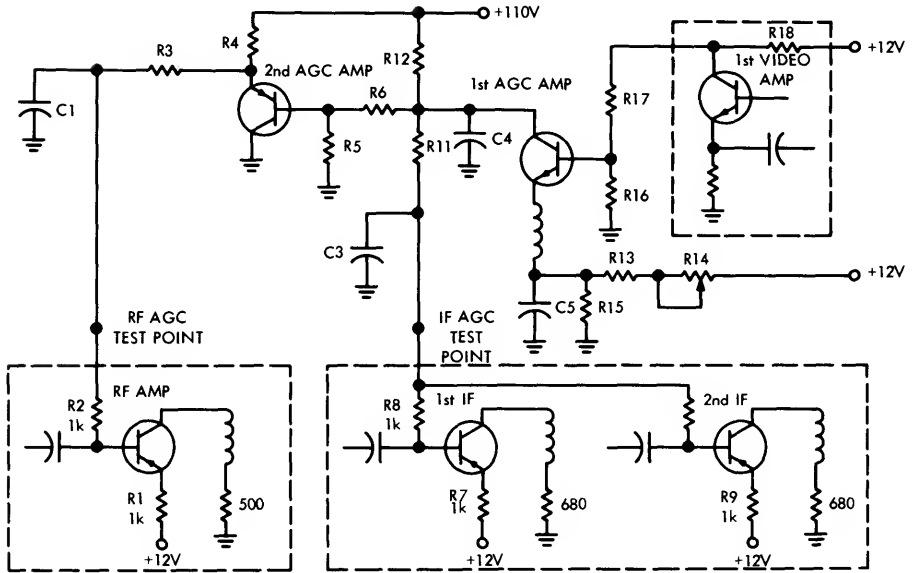 +110V
R3
R4
2nd AGC AMP
R12
R6
1st AGC AMP
R18
1st VIDEO
AMP
+12V
C1
R5
R11
C4
R17
R16
C3
R13
R14
+12V
C5
R15
RF AGC
TEST POINT
IF AGC
TEST
POINT
RF AMP
R2
1k
R1
1k
500
+12V
1st IF
R8
1k
R7
1k
680
+12V
2nd IF
R9
1k
680
+12V